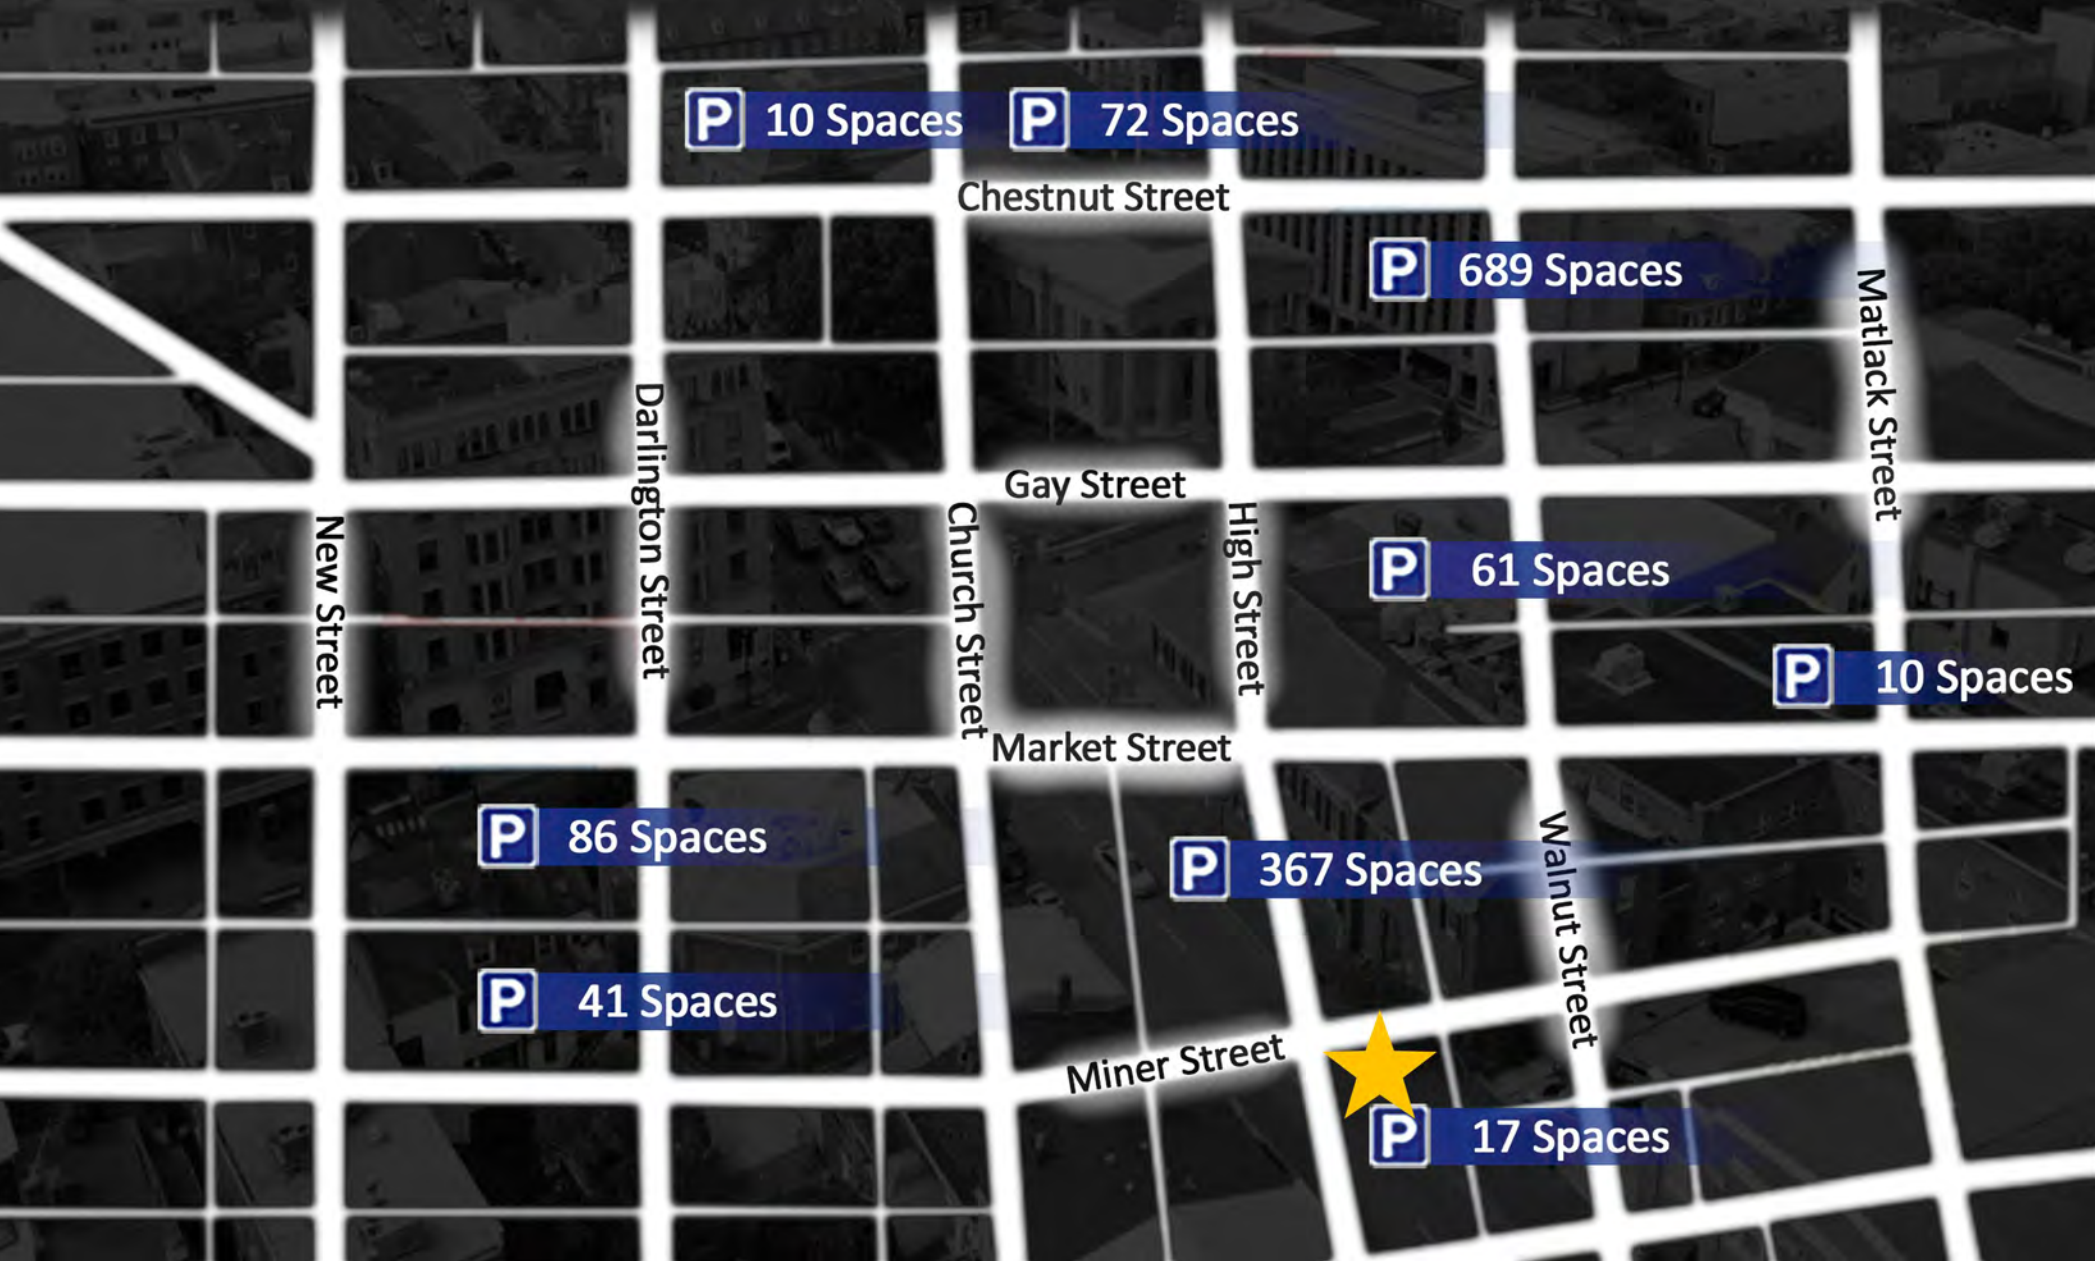 P 10 Spaces
P 72 Spaces
Chestnut Street
P 689 Spaces
Matlack Street
Darlington Street
Gay Street
New Street
Church Street
High Street
P 61 Spaces
P 10 Spaces
Market Street
P 86 Spaces
P 367 Spaces
Walnut Street
P 41 Spaces
Miner Street
P 17 Spaces